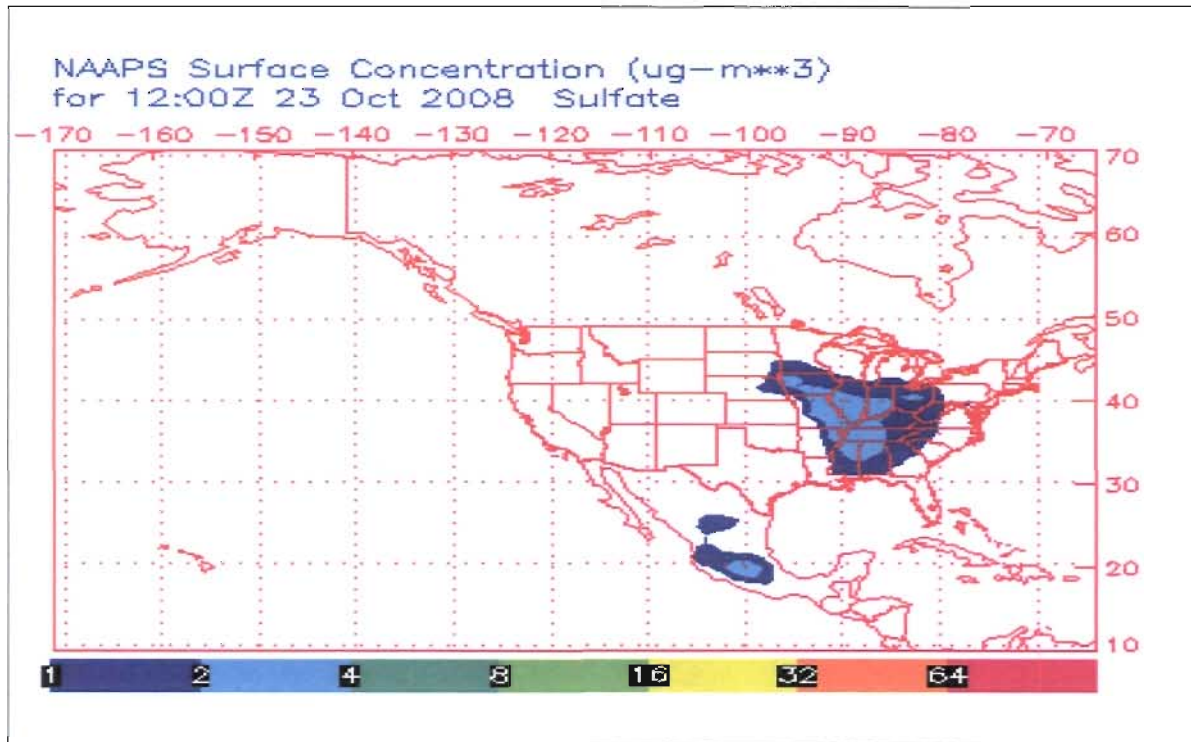 NAAPS Surface Concentration (ug-m**3)
for 12:00Z 23 Oct 2008 Sulfate
-170 -160 -150 -140 -130 -120 -110 -100 -90 -80 -70
70
60
50
40
30
20
10
1 2 4 8 16 32 64